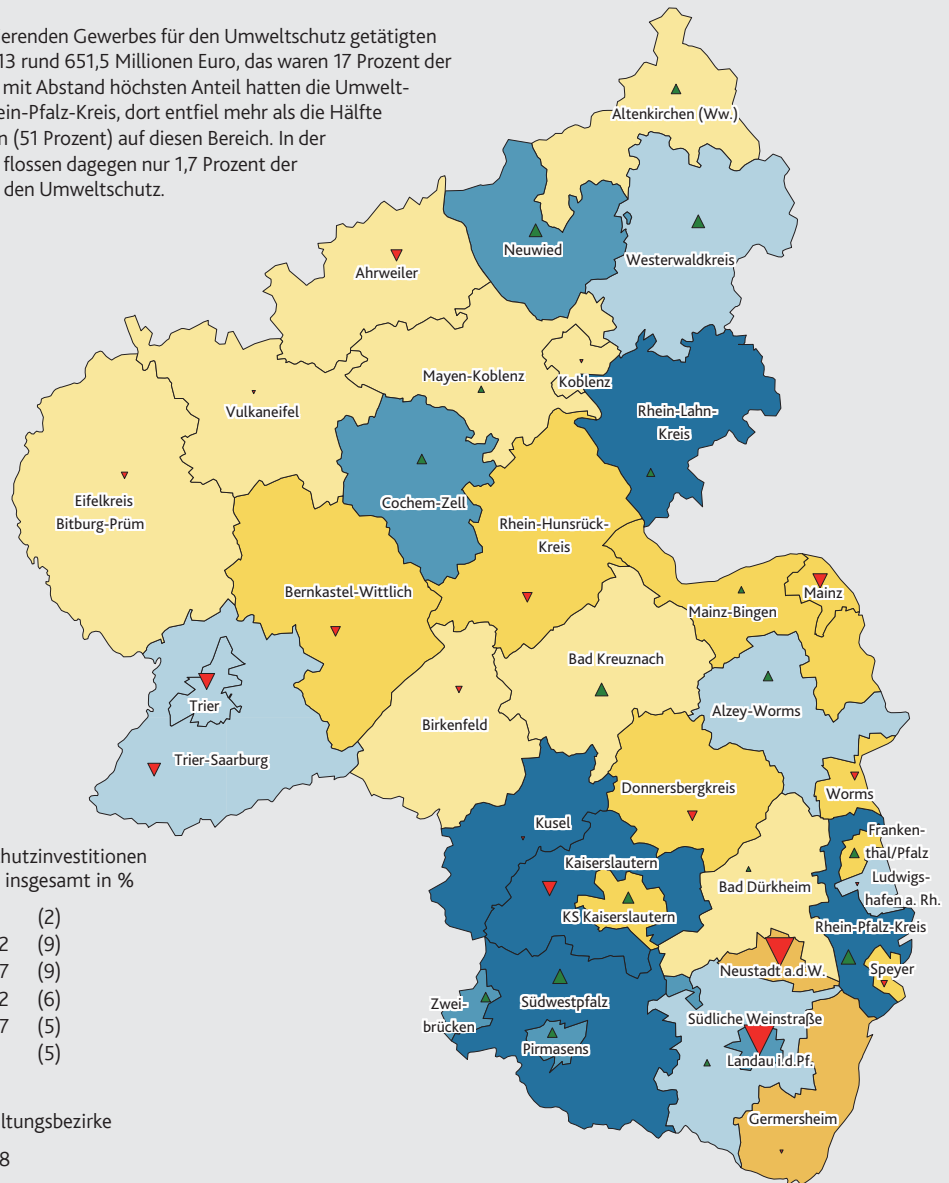 erenden Gewerbes für den Umweltschutz getätigten
13 rund 651,5 Millionen Euro, das waren 17 Prozent der
mit Abstand höchsten Anteil hatten die Umwelt-
ein-Pfalz-Kreis, dort entfiel mehr als die Hälfte
n (51 Prozent) auf diesen Bereich. In der
flossen dagegen nur 1,7 Prozent der
den Umweltschutz.
Altenkirchen (Ww.)
Neuwied
Westerwaldkreis
Ahrweiler
Mayen-Koblenz
Koblenz
Vulkaneifel
Rhein-Lahn-
Kreis
Cochem-Zell
Eifelkreis
Bitburg-Prüm
Rhein-Hunsrück-
Kreis
Bernkastel-Wittlich
Mainz
Mainz-Bingen
Bad Kreuznach
Trier
Alzey-Worms
Birkenfeld
Trier-Saarburg
Donnersbergkreis
Worms
Kusel
Franken-
thal/Pfalz
Kaiserslautern
Ludwigs-
hafen a. Rh.
Bad Dürkheim
KS Kaiserslautern
Rhein-Pfalz-Kreis
Neustadt a.d.W.
Speyer
Zwei-
brücken
Südwestpfalz
Südliche Weinstraße
Pirmasens
Landau i.d.Pf.
Germersheim
chutzinvestitionen
insgesamt in %
(2)
2 (9)
7 (9)
2 (6)
7 (5)
(5)
ltungsbezirke
8